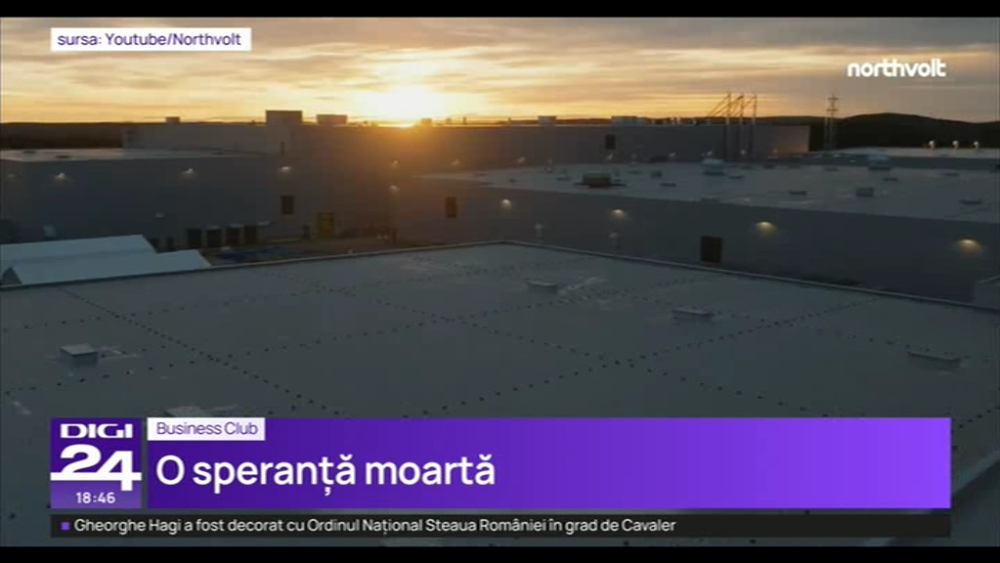 sursa: Youtube/Northvolt
northvolt
DIGI
24
18:46
Business Club
O speranță moartă
Gheorghe Hagi a fost decorat cu Ordinul Național Steaua României în grad de Cavaler